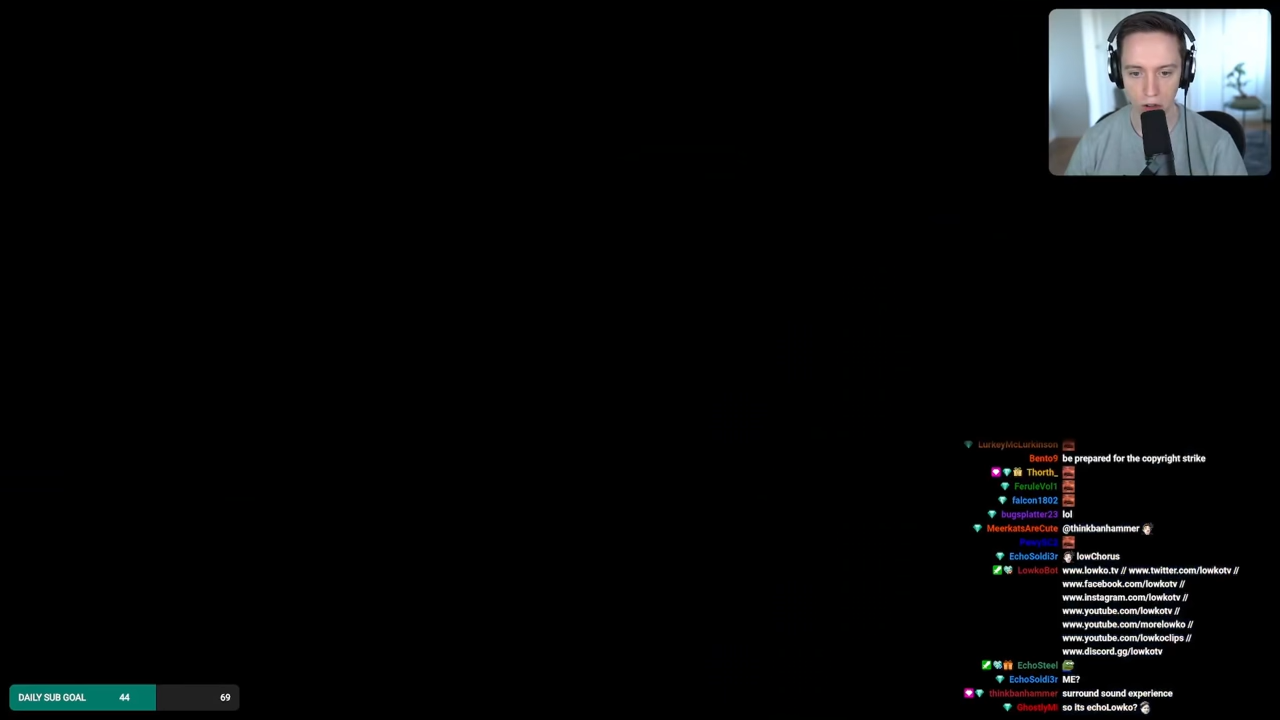 LurkeyMcLurkinson
Bento9 be prepared for the copyright strike
Thorth_
FeruleVol1
falcon1802
bugsplatter23 lol
MeerkatsAreCute @thinkbanhammer
EchoSoldi3r lowChorus
LowkoBot www.lowko.tv // www.twitter.com/lowkotv //
www.facebook.com/lowkotv //
www.instagram.com/lowkotv //
www.youtube.com/lowkotv //
www.youtube.com/morelowko //
www.youtube.com/lowkoclips //
www.discord.gg/lowkotv
EchoSteel
EchoSoldi3r ME?
thinkbanhammer surround sound experience
GhostlyMi so its echoLowko?
DAILY SUB GOAL 44 69